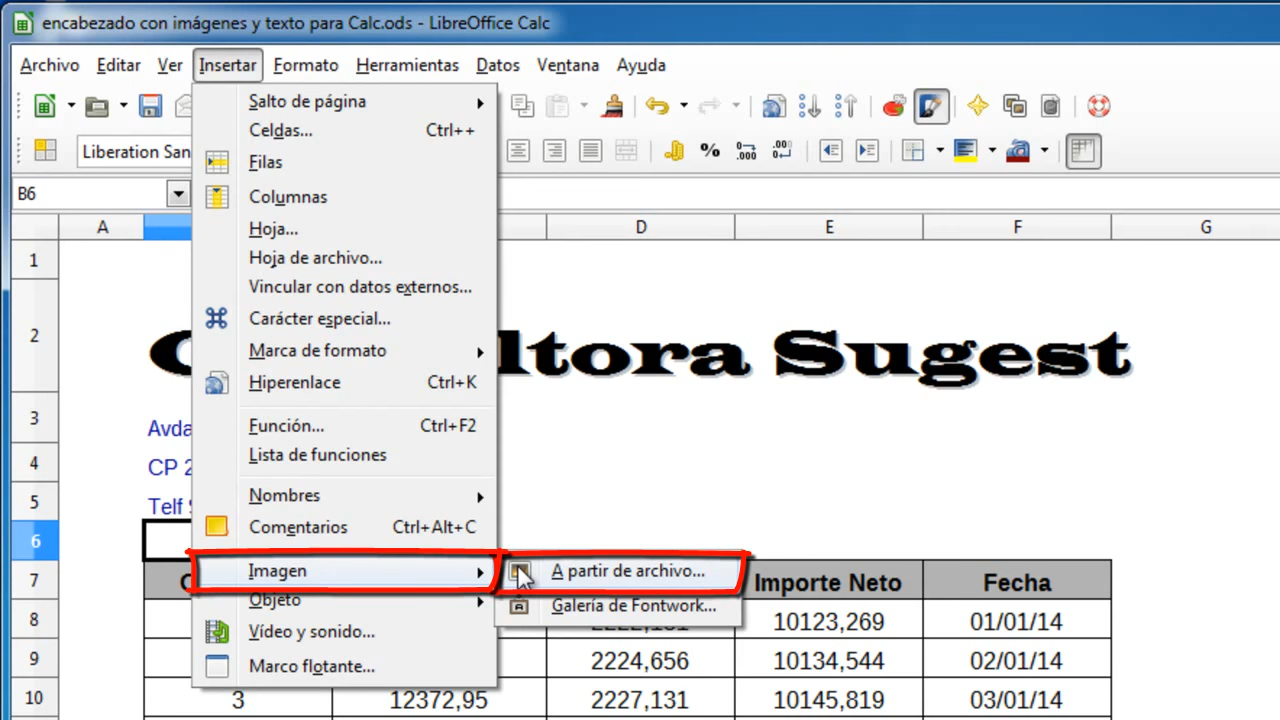 encabezado con imágenes y texto para Calc.ods - LibreOffice Calc
Archivo Editar Ver Insertar Formato Herramientas Datos Ventana Ayuda
Liberation San
B6
Salto de página
Celdas... Ctrl++
Filas
Columnas
Hoja...
Hoja de archivo...
Vincular con datos externos...
Carácter especial...
Marca de formato
Hiperenlace Ctrl+K
Función... Ctrl+F2
Lista de funciones
Nombres
Comentarios Ctrl+Alt+C
Imagen
Objeto
Vídeo y sonido...
Marco flotante...
A partir de archivo...
Galería de Fontwork...
A D E F G
1
2 ltora Sugest
3 Avda
4 CP 2
5 Telf
6
7 Importe Neto Fecha
8 10123,269 01/01/14
9 2224,656 10134,544 02/01/14
10 3 12372,95 2227,131 10145,819 03/01/14